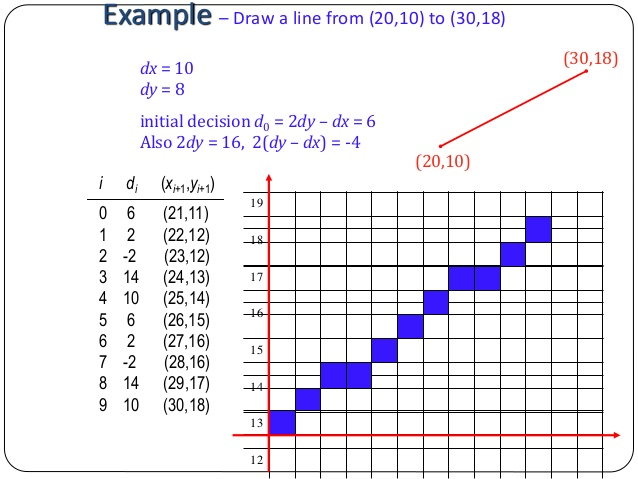 Example – Draw a line from (20,10) to (30,18)
dx = 10
dy = 8
initial decision d0 = 2dy – dx = 6
Also 2dy = 16, 2(dy – dx) = -4
(30,18)
(20,10)
i di (xi+1,yi+1)
0 6 (21,11)
1 2 (22,12)
2 -2 (23,12)
3 14 (24,13)
4 10 (25,14)
5 6 (26,15)
6 2 (27,16)
7 -2 (28,16)
8 14 (29,17)
9 10 (30,18)
19
18
17
16
15
14
13
12